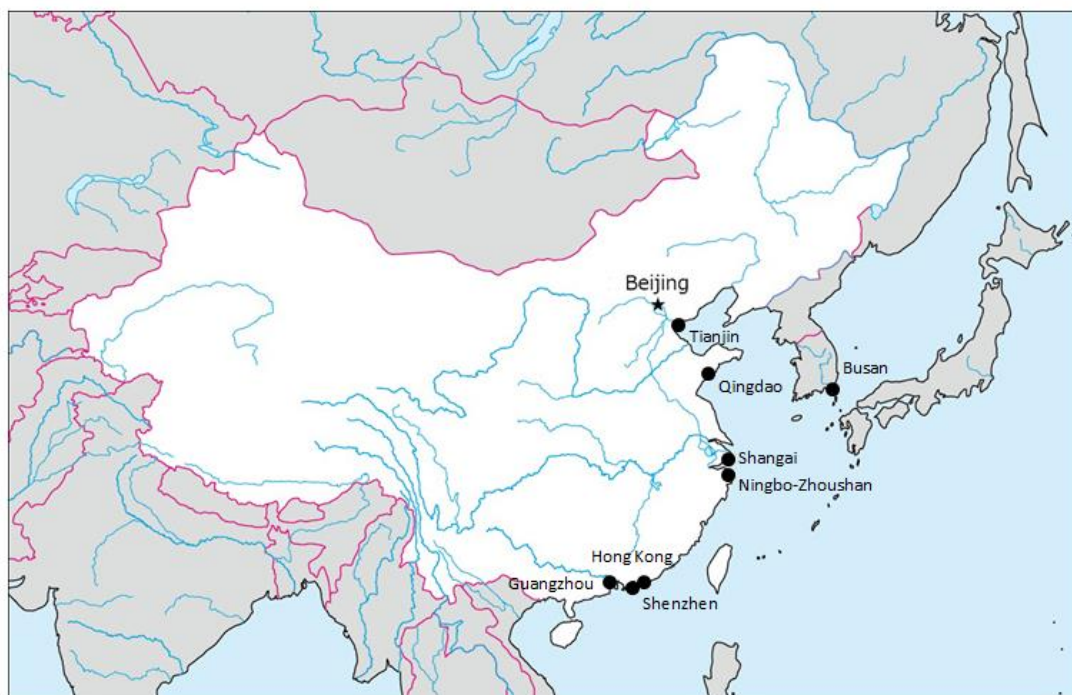 Beijing
Tianjin
Busan
Qingdao
Shangai
Ningbo-Zhoushan
Hong Kong
Guangzhou
Shenzhen